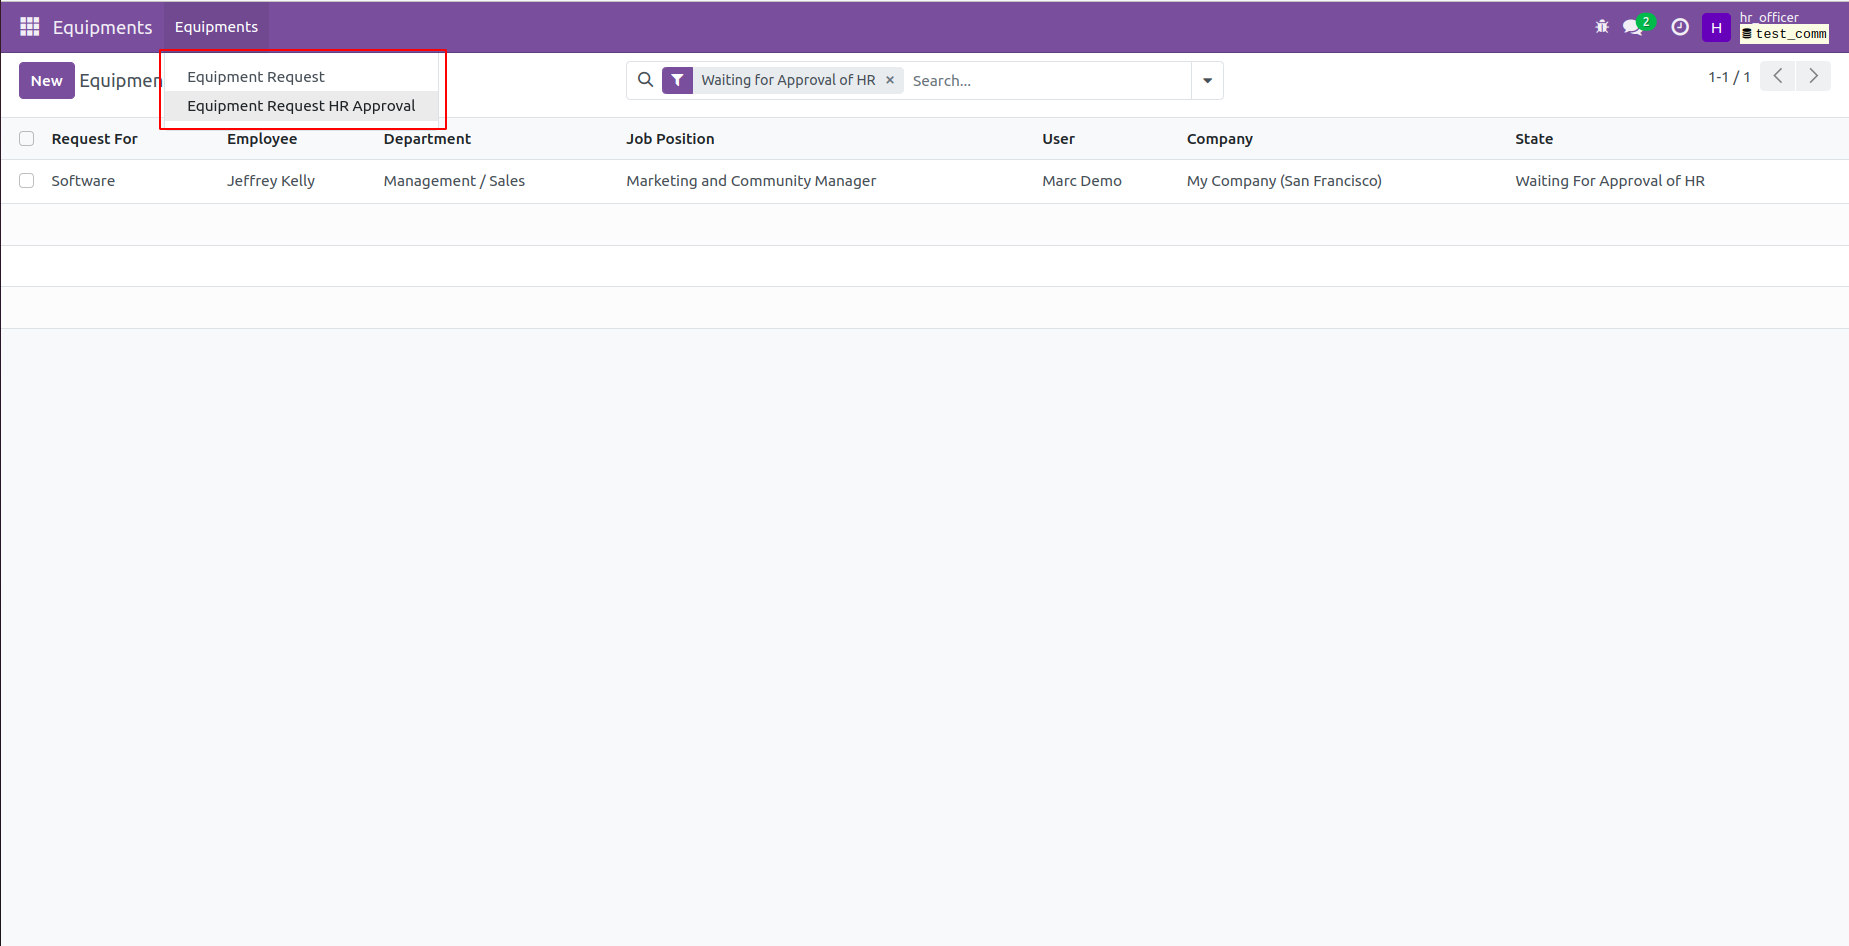 Equipments Equipments 2 H hr_officer
test_comm
Equipment Request
New Equipmen Waiting for Approval of HR × Search... 1-1 / 1
Equipment Request HR Approval
Request For Employee Department Job Position User Company State
Software Jeffrey Kelly Management / Sales Marketing and Community Manager Marc Demo My Company (San Francisco) Waiting For Approval of HR